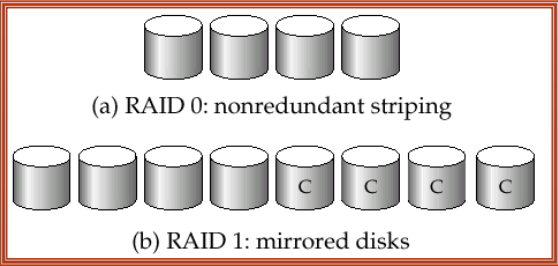 (a) RAID 0: nonredundant striping
C C C C
(b) RAID 1: mirrored disks